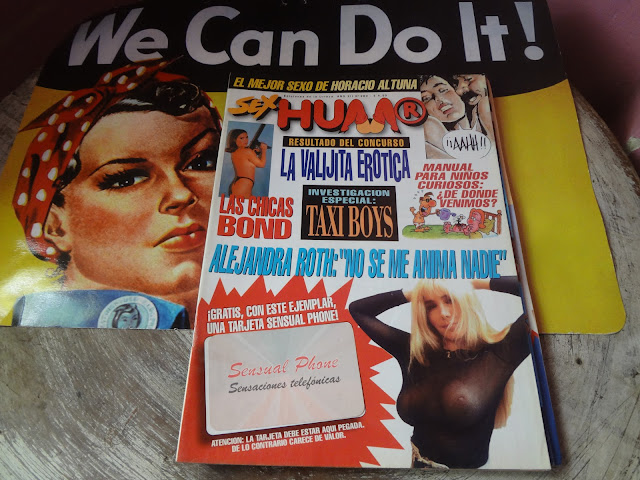 We Can Do It!
EL MEJOR SEXO DE HORACIO ALTUNA
SEX HUMOR
¡¡AAHH!!
RESULTADO DEL CONCURSO
LA VALIJITA EROTICA
LAS CHICAS
BOND
INVESTIGACION
ESPECIAL:
TAXI BOYS
MANUAL
PARA NIÑOS
CURIOSOS:
¿DE DONDE
VENIMOS?
ALEJANDRA ROTH: "NO SE ME ANIMA NADIE"
¡GRATIS, CON ESTE EJEMPLAR,
UNA TARJETA SENSUAL PHONE!
Sensual Phone
Sensaciones telefónicas
ATENCION: LA TARJETA DEBE ESTAR AQUI PEGADA.
DE LO CONTRARIO CARECE DE VALOR.